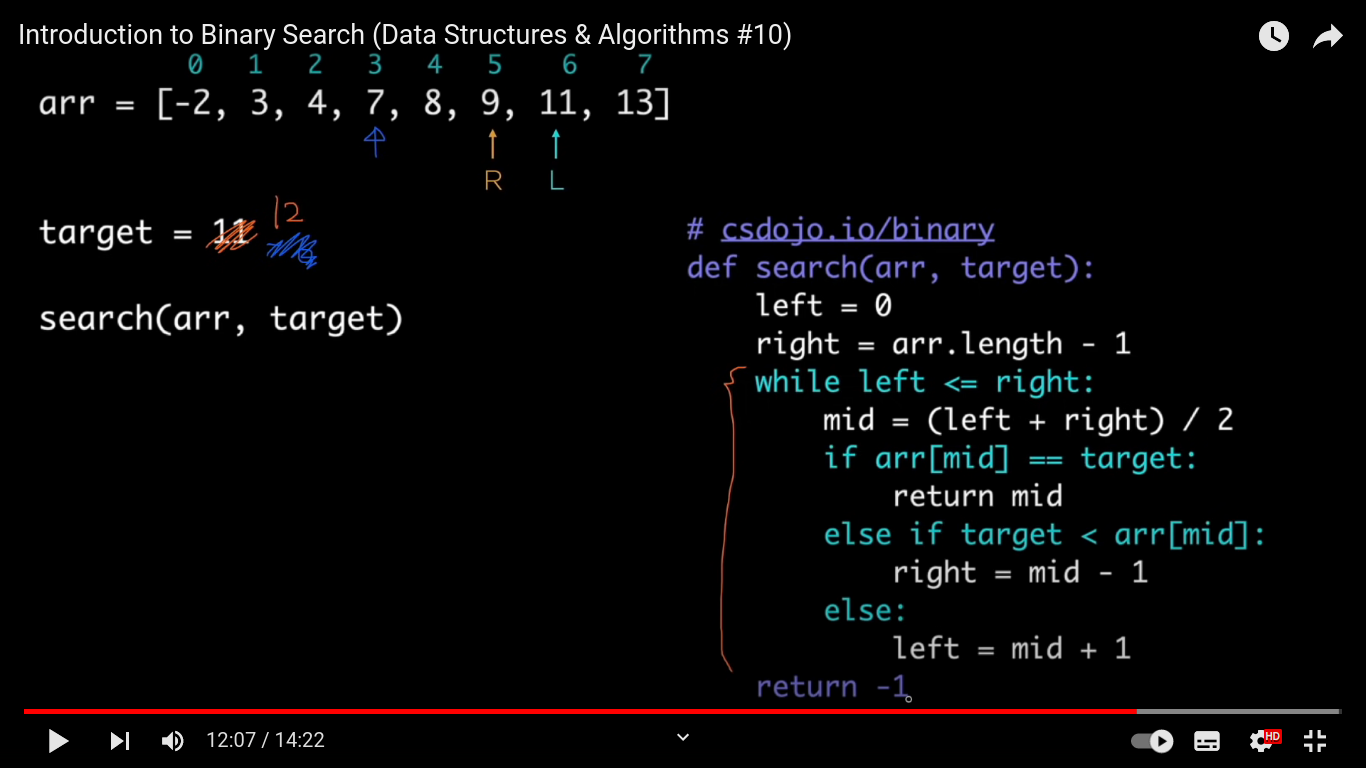 Introduction to Binary Search (Data Structures & Algorithms #10)
0 1 2 3 4 5 6 7
arr = [-2, 3, 4, 7, 8, 9, 11, 13]
R L
12
target = 11
search(arr, target)
# csdojo.io/binary
def search(arr, target):
left = 0
right = arr.length - 1
while left <= right:
mid = (left + right) / 2
if arr[mid] == target:
return mid
else if target < arr[mid]:
right = mid - 1
else:
left = mid + 1
return -1
12:07 / 14:22
HD